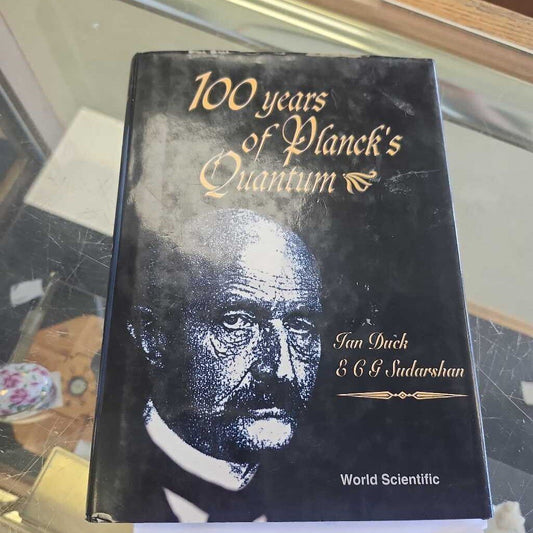 100 years
of Planck's
Quantum
Ian Duck
E C G Sudarshan
World Scientific